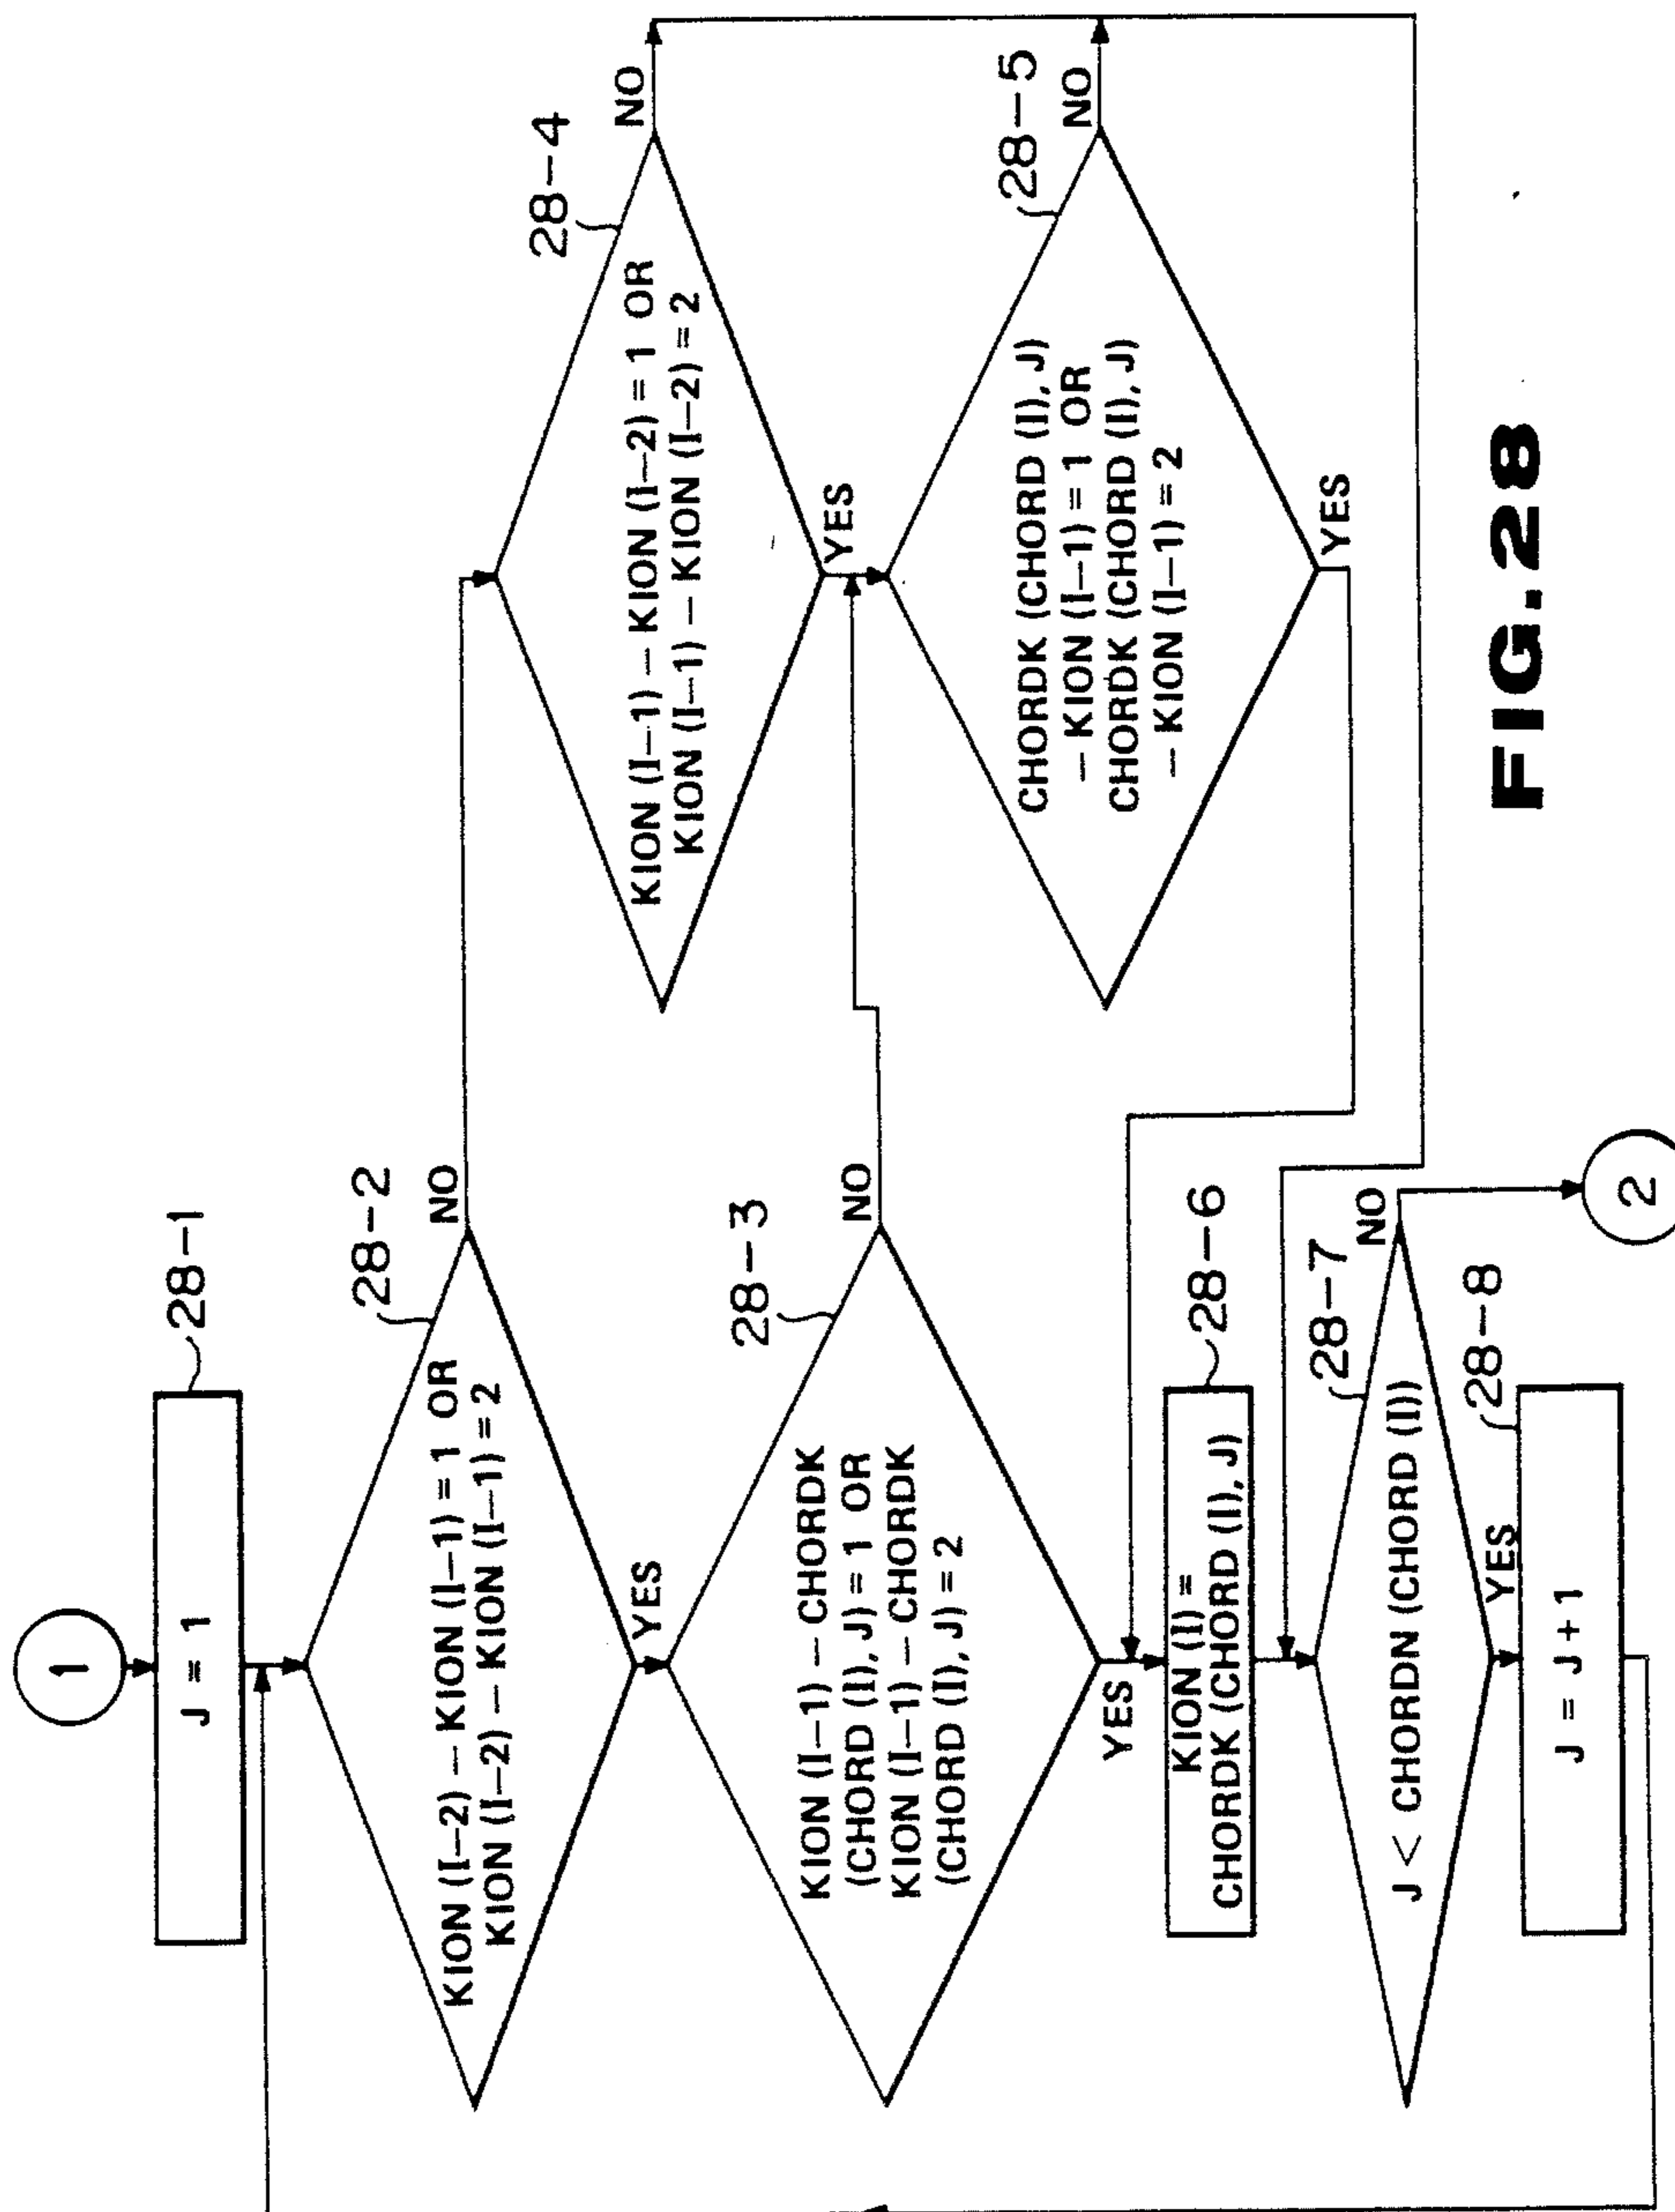 1
J = 1
28-1
KION (I-2) - KION (I-1) = 1 OR
KION (I-2) - KION (I-1) = 2
28-2
NO
YES
KION (I-1) - CHORDK
(CHORD (I), J) = 1 OR
KION (I-1) - CHORDK
(CHORD (I), J) = 2
28-3
NO
YES
KION (I-1) - KION (I-2) = 1 OR
KION (I-1) - KION (I-2) = 2
28-4
NO
YES
CHORDK (CHORD (I), J)
- KION (I-1) = 1 OR
CHORDK (CHORD (I), J)
- KION (I-1) = 2
28-5
NO
YES
KION (I) =
CHORDK (CHORD (I), J)
28-6
J < CHORDN (CHORD (I))
28-7
NO
YES
J = J + 1
28-8
2
FIG.28